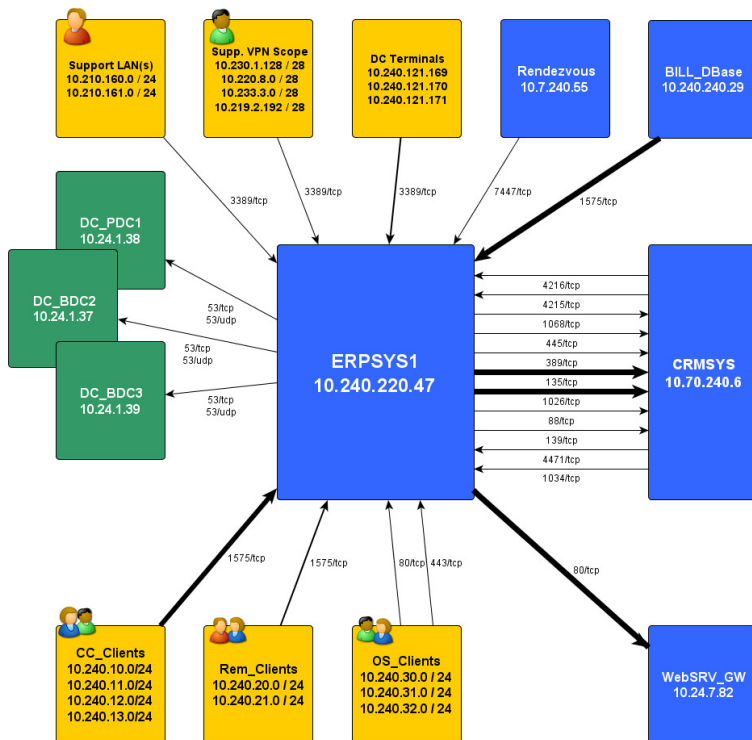 Support LAN(s)
10.210.160.0 / 24
10.210.161.0 / 24
Supp. VPN Scope
10.230.1.128 / 28
10.220.8.0 / 28
10.233.3.0 / 28
10.219.2.192 / 28
DC Terminals
10.240.121.169
10.240.121.170
10.240.121.171
Rendezvous
10.7.240.55
BILL_DBase
10.240.240.29
3389/tcp
3389/tcp
3389/tcp
7447/tcp
1575/tcp
DC_PDC1
10.24.1.38
DC_BDC2
10.24.1.37
DC_BDC3
10.24.1.39
53/tcp
53/udp
53/tcp
53/udp
53/tcp
53/udp
ERPSYS1
10.240.220.47
4216/tcp
4215/tcp
1068/tcp
445/tcp
389/tcp
135/tcp
1026/tcp
88/tcp
139/tcp
4471/tcp
1034/tcp
CRMSYS
10.70.240.6
1575/tcp
1575/tcp
80/tcp
443/tcp
80/tcp
CC_Clients
10.240.10.0/24
10.240.11.0/24
10.240.12.0/24
10.240.13.0/24
Rem_Clients
10.240.20.0 / 24
10.240.21.0 / 24
OS_Clients
10.240.30.0 / 24
10.240.31.0 / 24
10.240.32.0 / 24
WebSRV_GW
10.24.7.82